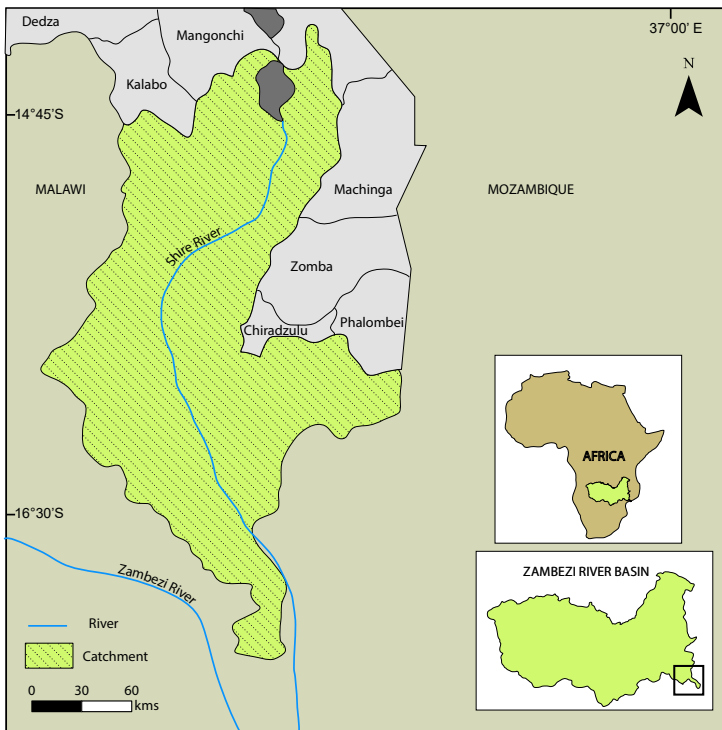 Dedza
Mangonchi
37°00' E
Kalabo
N
14°45'S
MALAWI
Machinga
MOZAMBIQUE
Shire River
Zomba
Chiradzulu
Phalombei
AFRICA
16°30'S
Zambezi River
ZAMBEZI RIVER BASIN
River
Catchment
0 30 60
kms